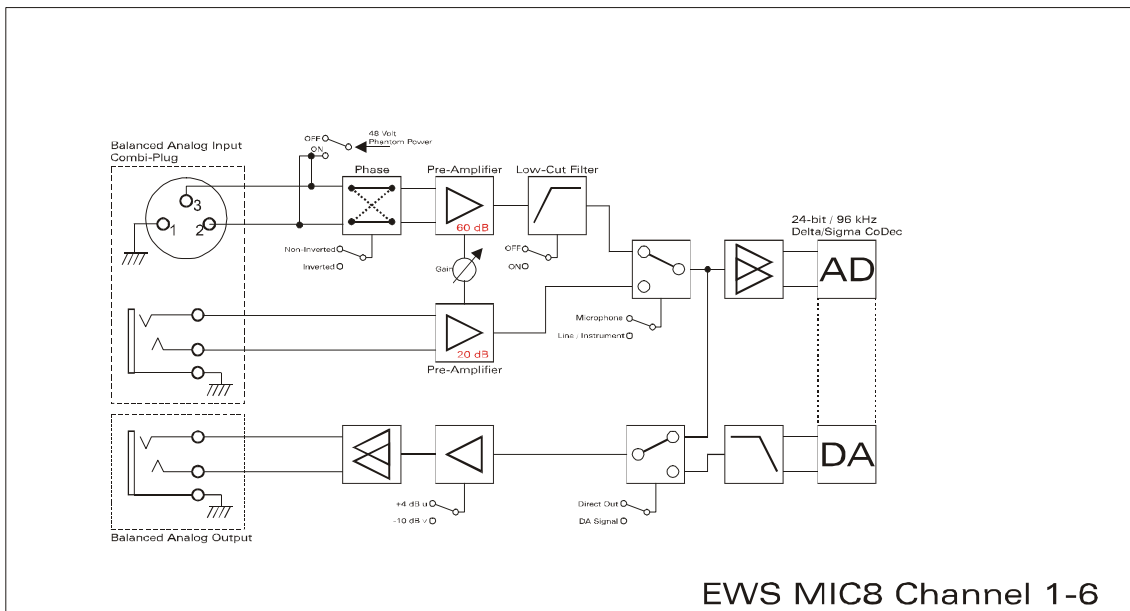 48 Volt
Phantom Power
OFF
ON
Balanced Analog Input
Combi-Plug
Phase
Pre-Amplifier
Low-Cut Filter
3
1
2
60 dB
24-bit / 96 kHz
Delta/Sigma CoDec
Non-Inverted
Inverted
OFF
ON
Gain
AD
Microphone
Line / Instrument
20 dB
Pre-Amplifier
DA
+4 dB u
-10 dB v
Direct Out
DA Signal
Balanced Analog Output
EWS MIC8 Channel 1-6